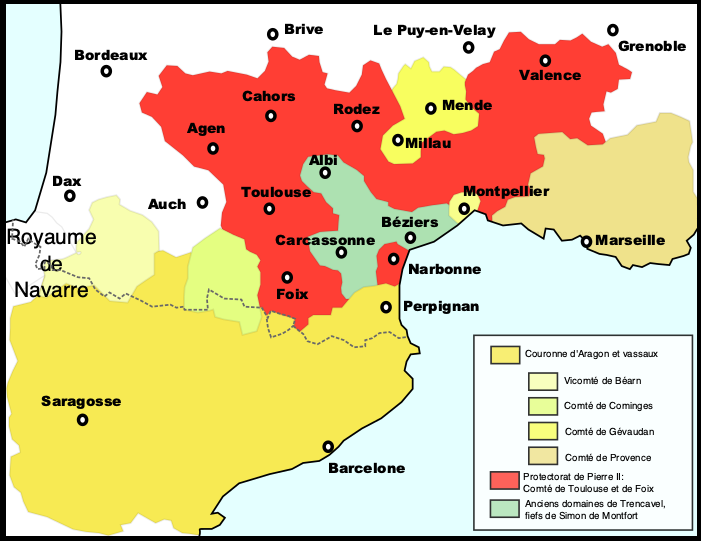 Brive
Le Puy-en-Velay
Grenoble
Bordeaux
Valence
Cahors
Rodez
Mende
Agen
Millau
Albi
Dax
Auch
Toulouse
Montpellier
Béziers
Royaume
de
Navarre
Carcassonne
Marseille
Narbonne
Foix
Perpignan
Saragosse
Barcelone
Couronne d'Aragon et vassaux
Vicomté de Béarn
Comté de Cominges
Comté de Gévaudan
Comté de Provence
Protectorat de Pierre II:
Comté de Toulouse et de Foix
Anciens domaines de Trencavel,
fiefs de Simon de Montfort